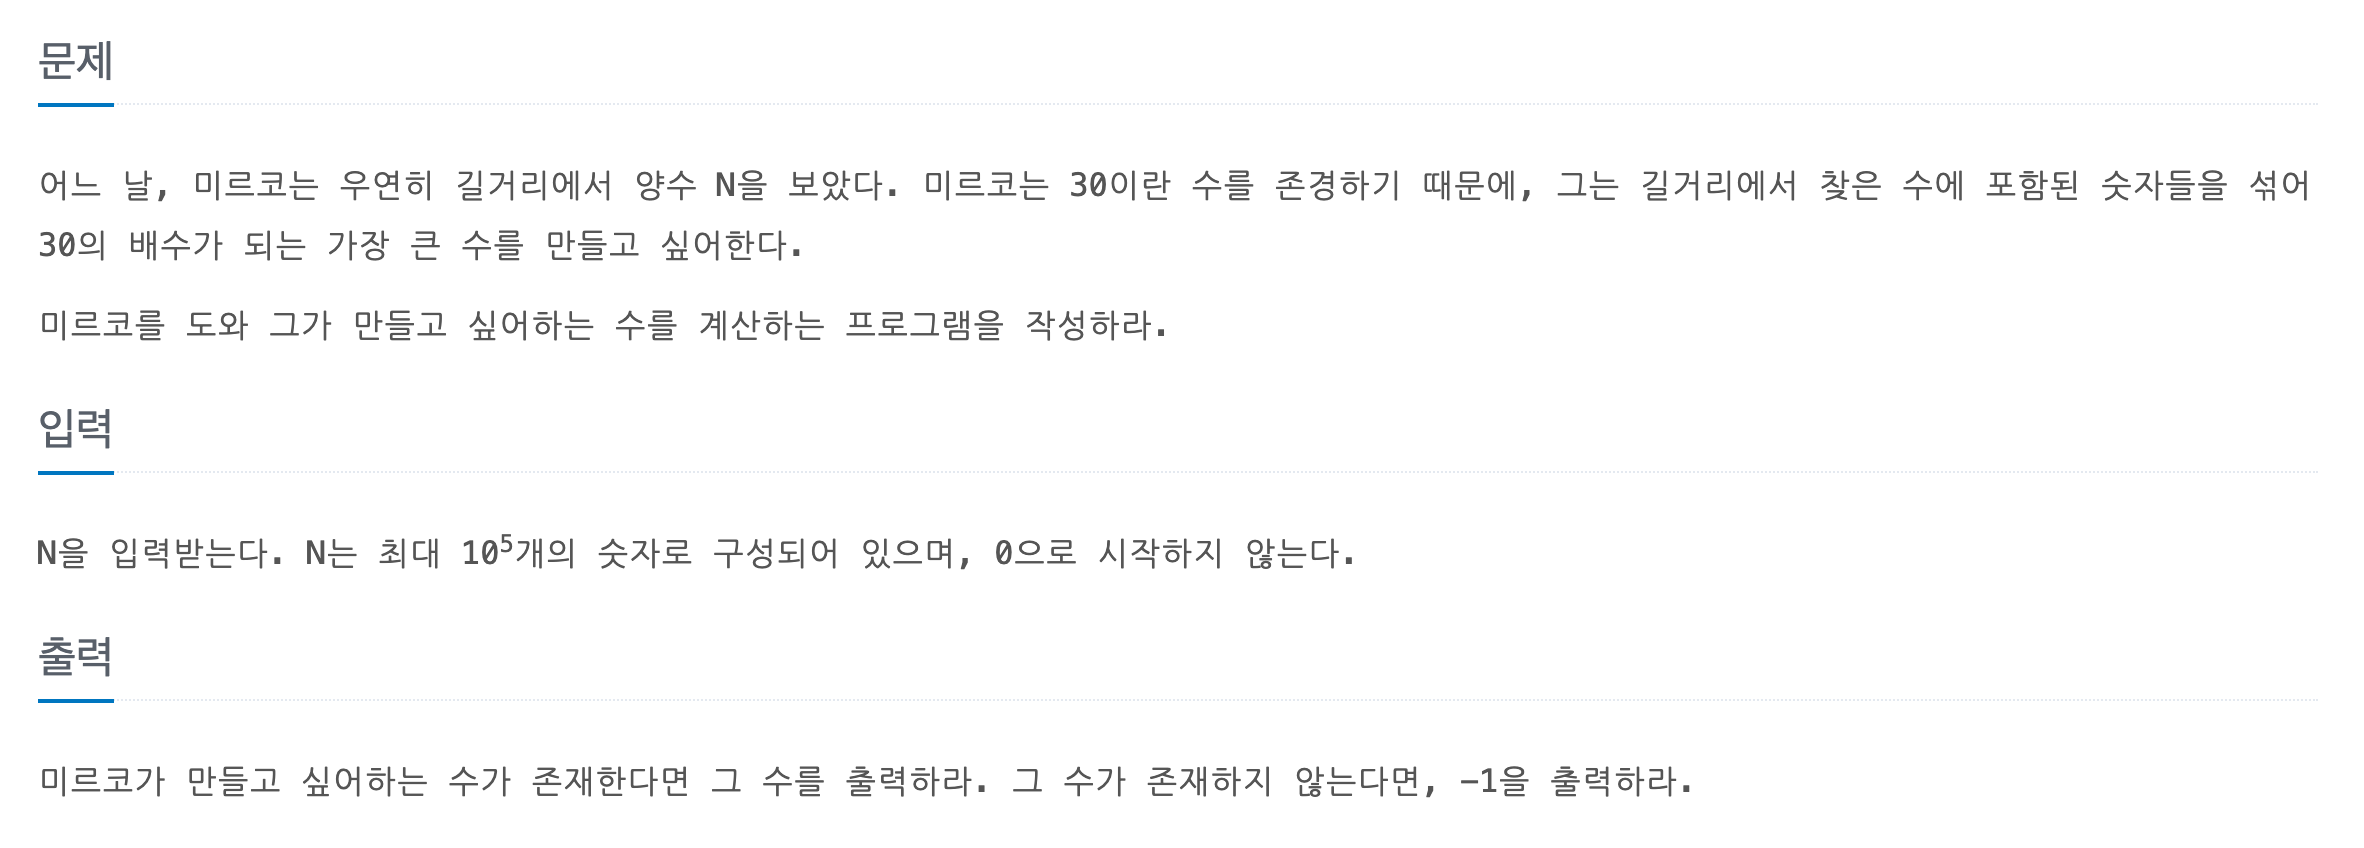 문제
어느 날, 미르코는 우연히 길거리에서 양수 N을 보았다. 미르코는 30이란 수를 존경하기 때문에, 그는 길거리에서 찾은 수에 포함된 숫자들을 섞어
30의 배수가 되는 가장 큰 수를 만들고 싶어한다.
미르코를 도와 그가 만들고 싶어하는 수를 계산하는 프로그램을 작성하라.
입력
N을 입력받는다. N는 최대 10⁵개의 숫자로 구성되어 있으며, 0으로 시작하지 않는다.
출력
미르코가 만들고 싶어하는 수가 존재한다면 그 수를 출력하라. 그 수가 존재하지 않는다면, -1을 출력하라.